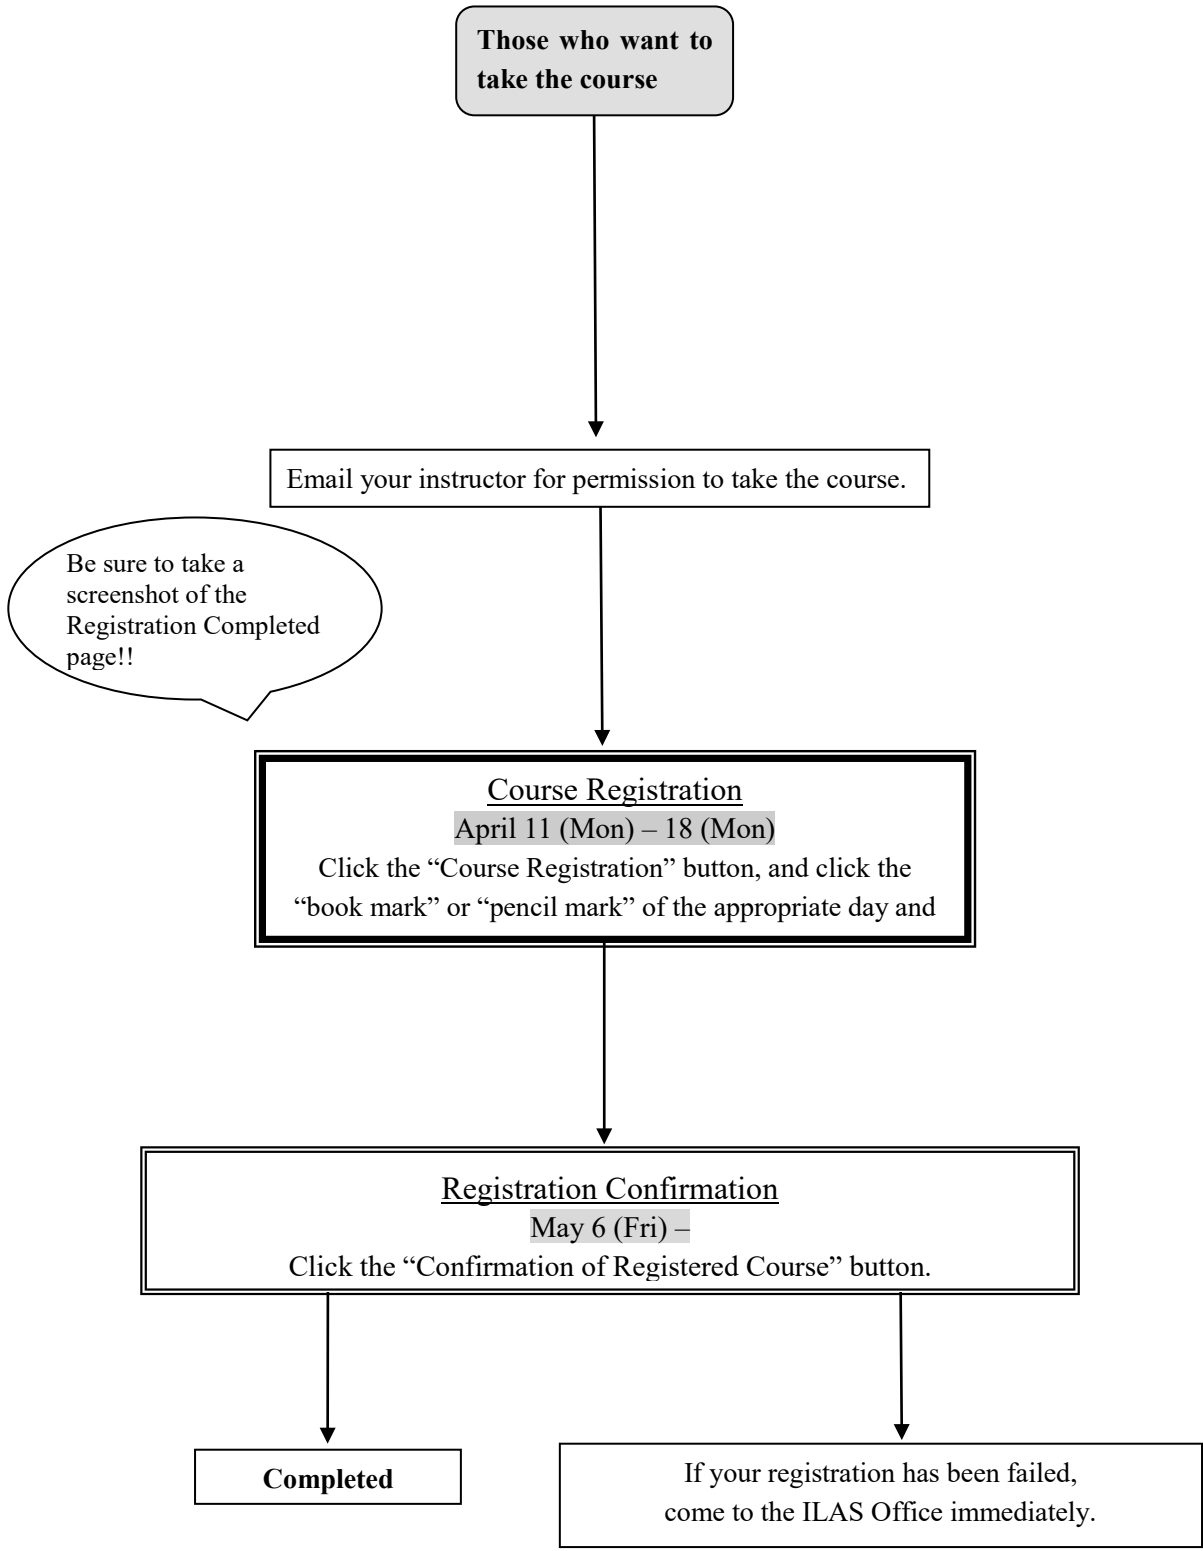 Those who want to
take the course
Email your instructor for permission to take the course.
Be sure to take a
screenshot of the
Registration Completed
page!!
Course Registration
April 11 (Mon) – 18 (Mon)
Click the “Course Registration” button, and click the
“book mark” or “pencil mark” of the appropriate day and
Registration Confirmation
May 6 (Fri) –
Click the “Confirmation of Registered Course” button.
Completed
If your registration has been failed,
come to the ILAS Office immediately.